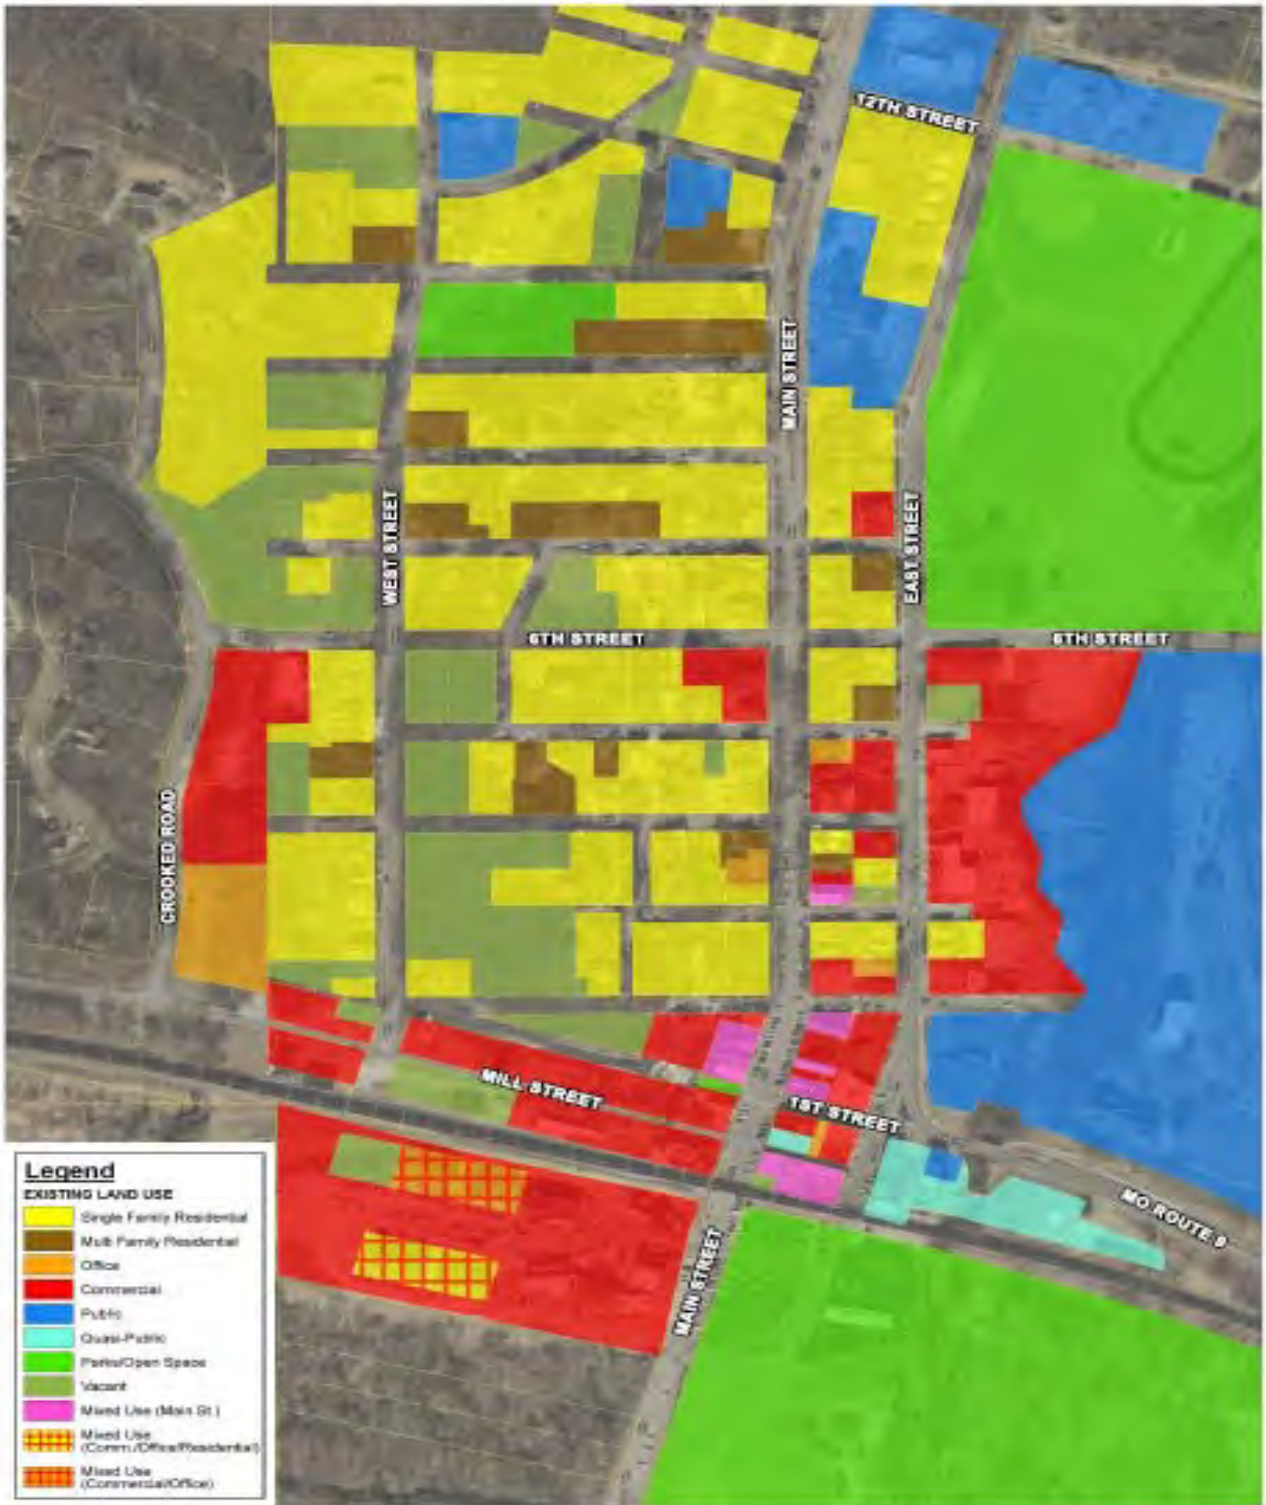 12TH STREET
MAIN STREET
WEST STREET
EAST STREET
6TH STREET
6TH STREET
CROOKED ROAD
MILL STREET
1ST STREET
MO ROUTE 9
MAIN STREET
Legend
EXISTING LAND USE
Single Family Residential
Multi Family Residential
Office
Commercial
Public
Quasi-Public
Parks/Open Space
Vacant
Mixed Use (Main St.)
Mixed Use
(Comm./Office/Residential)
Mixed Use
(Commercial/Office)